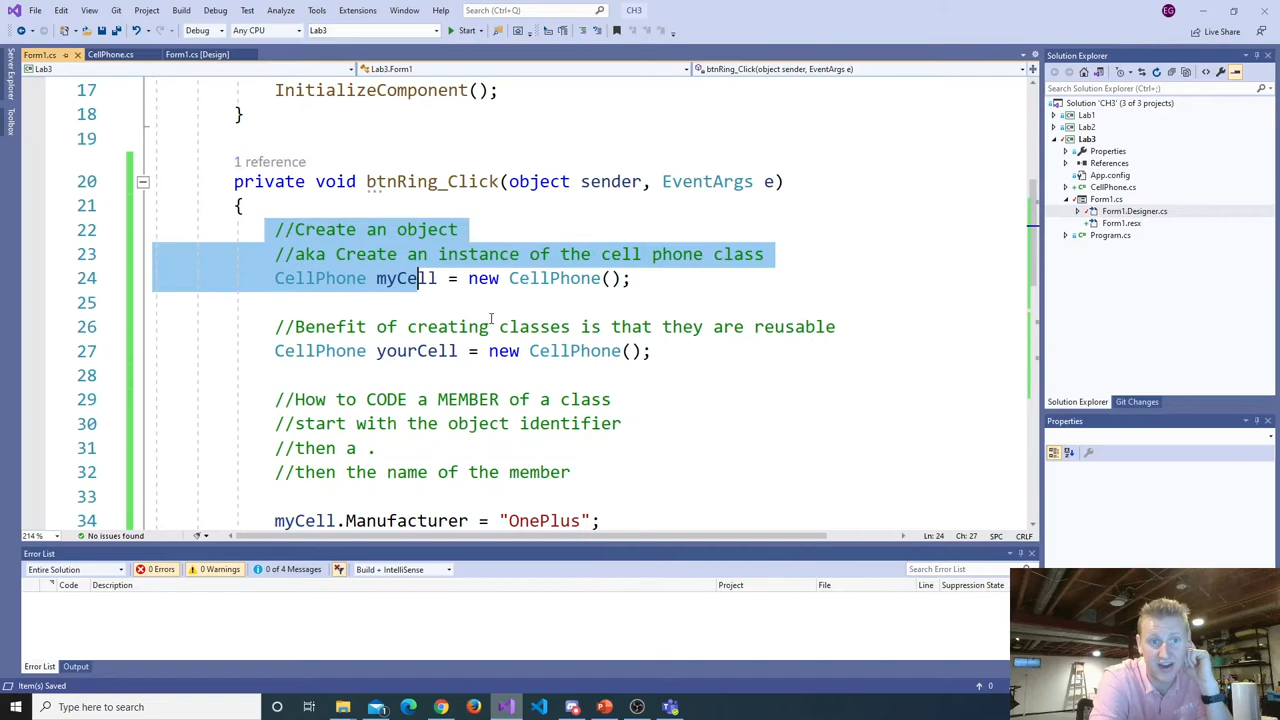 File Edit View Git Project Build Debug Test Analyze Tools Extensions Window Help Search (Ctrl+Q) CH3 EG
Debug Any CPU Lab3 Start Live Share
Form1.cs CellPhone.cs Form1.cs [Design]
Lab3 Lab3.Form1 btnRing_Click(object sender, EventArgs e)
Server Explorer
Toolbox
17 InitializeComponent();
18 }
19
1 reference
20 private void btnRing_Click(object sender, EventArgs e)
21 {
22 //Create an object
23 //aka Create an instance of the cell phone class
24 CellPhone myCell = new CellPhone();
25
26 //Benefit of creating classes is that they are reusable
27 CellPhone yourCell = new CellPhone();
28
29 //How to CODE a MEMBER of a class
30 //start with the object identifier
31 //then a .
32 //then the name of the member
33
34 myCell.Manufacturer = "OnePlus";
214 % No issues found Ln: 24 Ch: 27 SPC CRLF
Solution Explorer
Search Solution Explorer (Ctrl+;)
Solution 'CH3' (3 of 3 projects)
Lab1
Lab2
Lab3
Properties
References
App.config
CellPhone.cs
Form1.cs
Form1.Designer.cs
Form1.resx
Program.cs
Solution Explorer Git Changes
Properties
Error List
Entire Solution 0 Errors 0 Warnings 0 of 4 Messages Build + IntelliSense Search Error List
Code Description Project File Line Suppression State
Error List Output
Item(s) Saved 0
Type here to search